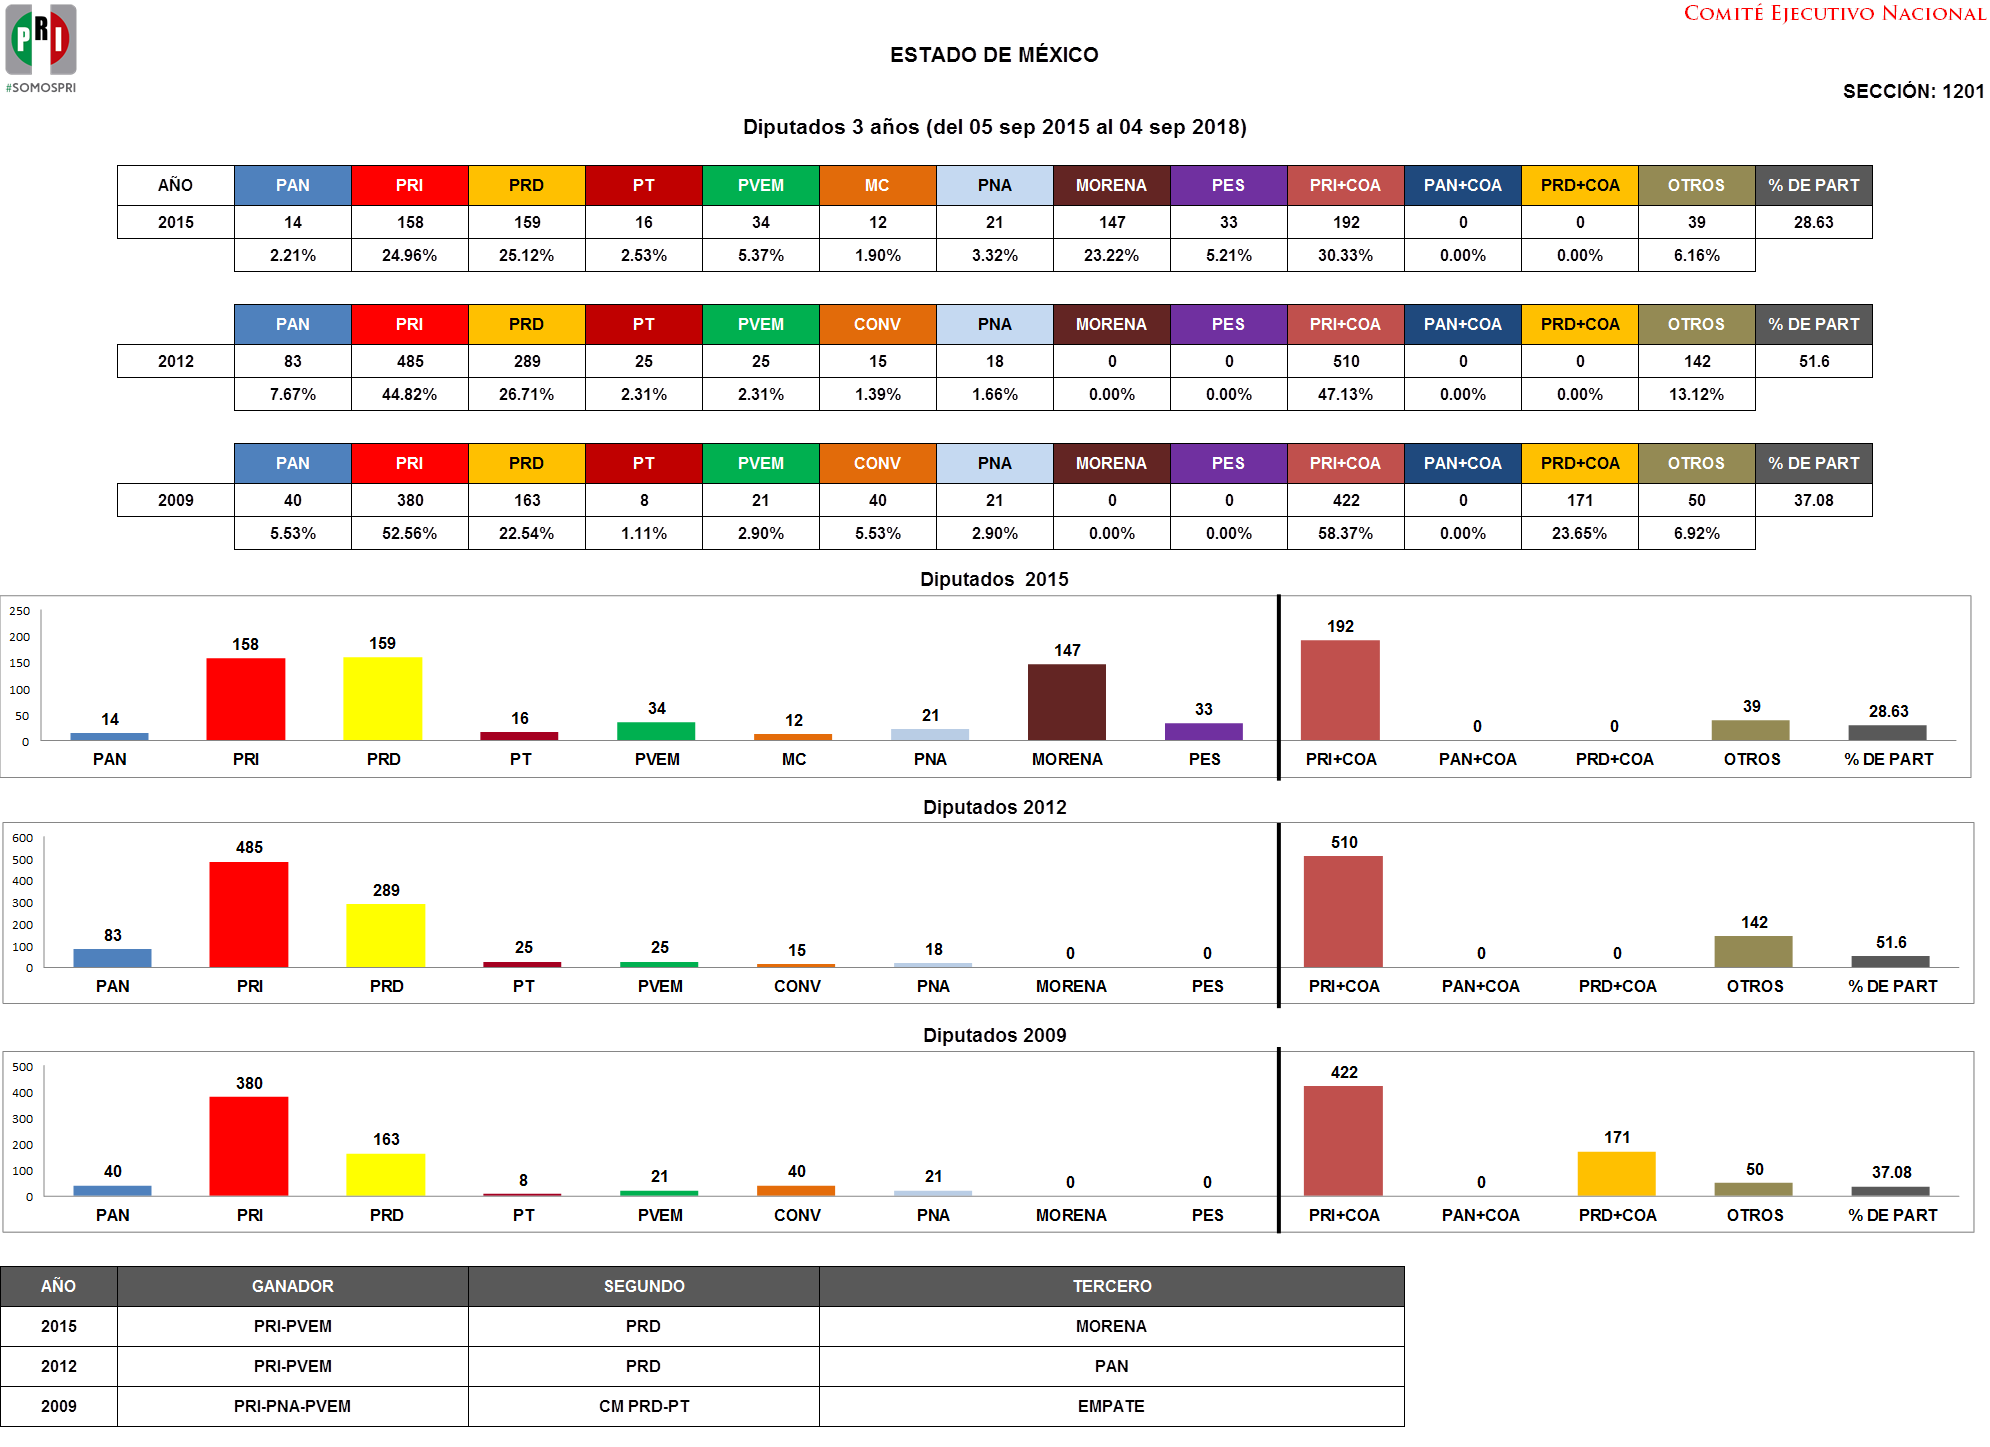 PRI
#SOMOSPRI
COMITÉ EJECUTIVO NACIONAL
ESTADO DE MÉXICO
SECCIÓN: 1201
Diputados 3 años (del 05 sep 2015 al 04 sep 2018)
AÑO PAN PRI PRD PT PVEM MC PNA MORENA PES PRI+COA PAN+COA PRD+COA OTROS % DE PART
2015 14 158 159 16 34 12 21 147 33 192 0 0 39 28.63
2.21% 24.96% 25.12% 2.53% 5.37% 1.90% 3.32% 23.22% 5.21% 30.33% 0.00% 0.00% 6.16%
PAN PRI PRD PT PVEM CONV PNA MORENA PES PRI+COA PAN+COA PRD+COA OTROS % DE PART
2012 83 485 289 25 25 15 18 0 0 510 0 0 142 51.6
7.67% 44.82% 26.71% 2.31% 2.31% 1.39% 1.66% 0.00% 0.00% 47.13% 0.00% 0.00% 13.12%
PAN PRI PRD PT PVEM CONV PNA MORENA PES PRI+COA PAN+COA PRD+COA OTROS % DE PART
2009 40 380 163 8 21 40 21 0 0 422 0 171 50 37.08
5.53% 52.56% 22.54% 1.11% 2.90% 5.53% 2.90% 0.00% 0.00% 58.37% 0.00% 23.65% 6.92%
Diputados 2015
250
200
150
100
50
0
14 158 159 16 34 12 21 147 33 192 0 0 39 28.63
PAN PRI PRD PT PVEM MC PNA MORENA PES PRI+COA PAN+COA PRD+COA OTROS % DE PART
Diputados 2012
600
500
400
300
200
100
0
83 485 289 25 25 15 18 0 0 510 0 0 142 51.6
PAN PRI PRD PT PVEM CONV PNA MORENA PES PRI+COA PAN+COA PRD+COA OTROS % DE PART
Diputados 2009
500
400
300
200
100
0
40 380 163 8 21 40 21 0 0 422 0 171 50 37.08
PAN PRI PRD PT PVEM CONV PNA MORENA PES PRI+COA PAN+COA PRD+COA OTROS % DE PART
AÑO GANADOR SEGUNDO TERCERO
2015 PRI-PVEM PRD MORENA
2012 PRI-PVEM PRD PAN
2009 PRI-PNA-PVEM CM PRD-PT EMPATE